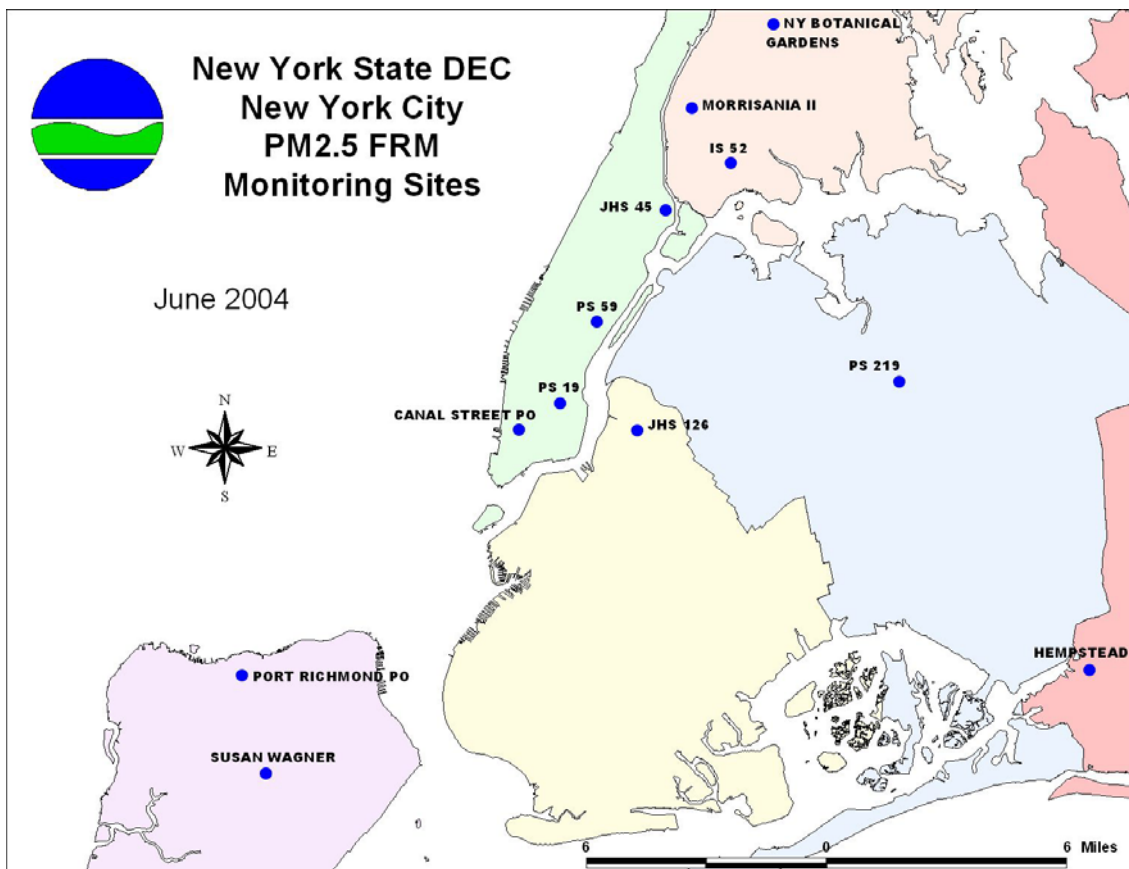 New York State DEC
New York City
PM2.5 FRM
Monitoring Sites
June 2004
N
W E
S
NY BOTANICAL
GARDENS
MORRISANIA II
IS 52
JHS 45
PS 59
PS 219
PS 19
CANAL STREET PO
JHS 126
HEMPSTEAD
PORT RICHMOND PO
SUSAN WAGNER
6 0 6 Miles